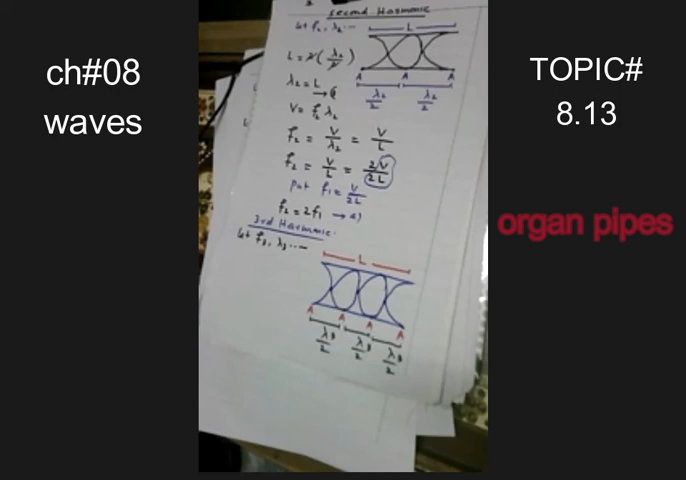 ch#08
waves
TOPIC#
8.13
organ pipes
second Harmonic
let f₂, λ₂ ...
L
L = 2(λ₂/2)
λ₂ = L
V = f₂ λ₂
f₂ = V/λ₂ = V/L
f₂ = V/L = 2V/2L
Put f₁ = V/2L
f₂ = 2f₁
A A A
λ₂/2 λ₂/2
3rd Harmonic
let f₃, λ₃ ...
L
A A A A
λ₃/2 λ₃/2 λ₃/2